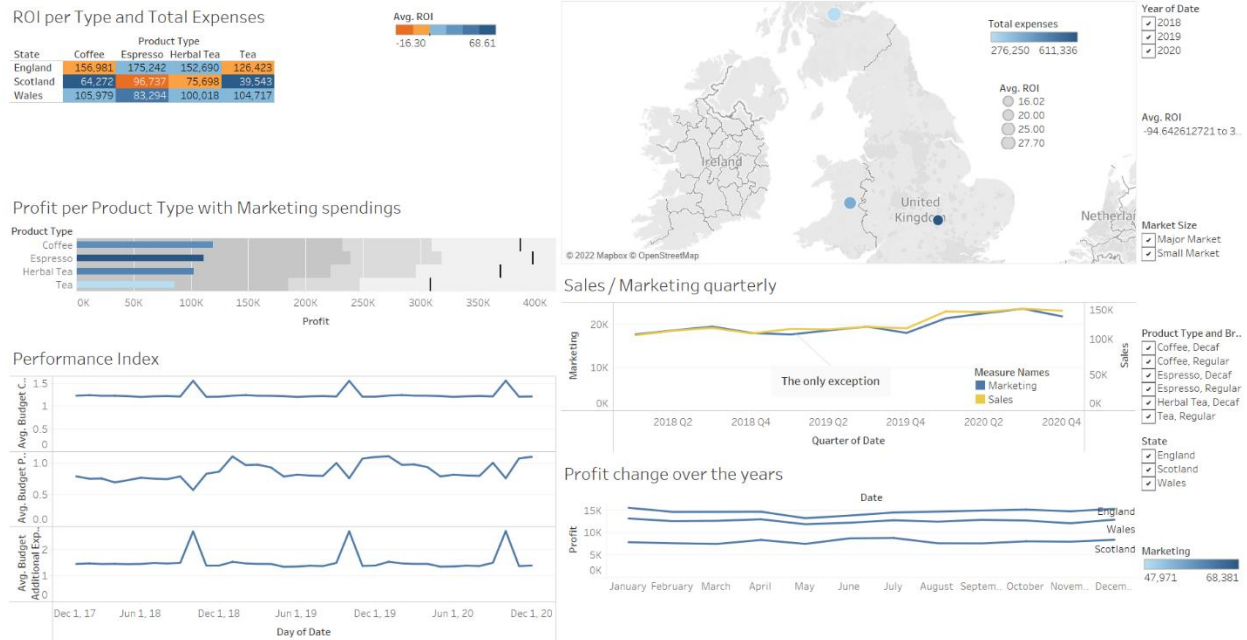 ROI per Type and Total Expenses
Product Type
State Coffee Espresso Herbal Tea Tea
England 156,981 175,242 152,690 126,423
Scotland 64,272 96,737 75,698 39,543
Wales 105,979 83,294 100,018 104,717
Avg. ROI
-16.30 68.61
Profit per Product Type with Marketing spendings
Product Type
Coffee
Espresso
Herbal Tea
Tea
0K 50K 100K 150K 200K 250K 300K 350K 400K
Profit
Performance Index
Avg. Budget C..
1.5
1
0.5
0
Avg. Budget P..
1.0
0.5
0.0
Avg. Budget
Additional Exp..
2
1
0
Dec 1, 17 Jun 1, 18 Dec 1, 18 Jun 1, 19 Dec 1, 19 Jun 1, 20 Dec 1, 20
Day of Date
Total expenses
276,250 611,336
Avg. ROI
16.02
20.00
25.00
27.70
Ireland
United
Kingdom
Netherlan
© 2022 Mapbox © OpenStreetMap
Sales / Marketing quarterly
Marketing
20K
10K
0K
The only exception
Measure Names
Marketing
Sales
150K
100K
50K
0K
Sales
2018 Q2 2018 Q4 2019 Q2 2019 Q4 2020 Q2 2020 Q4
Quarter of Date
Profit change over the years
Date
Profit
15K
10K
5K
0K
England
Wales
Scotland
January February March April May June July August Septem.. October Novem.. Decem..
Year of Date
2018
2019
2020
Avg. ROI
-94.642612721 to 3..
Market Size
Major Market
Small Market
Product Type and Br..
Coffee, Decaf
Coffee, Regular
Espresso, Decaf
Espresso, Regular
Herbal Tea, Decaf
Tea, Regular
State
England
Scotland
Wales
Marketing
47,971 68,381